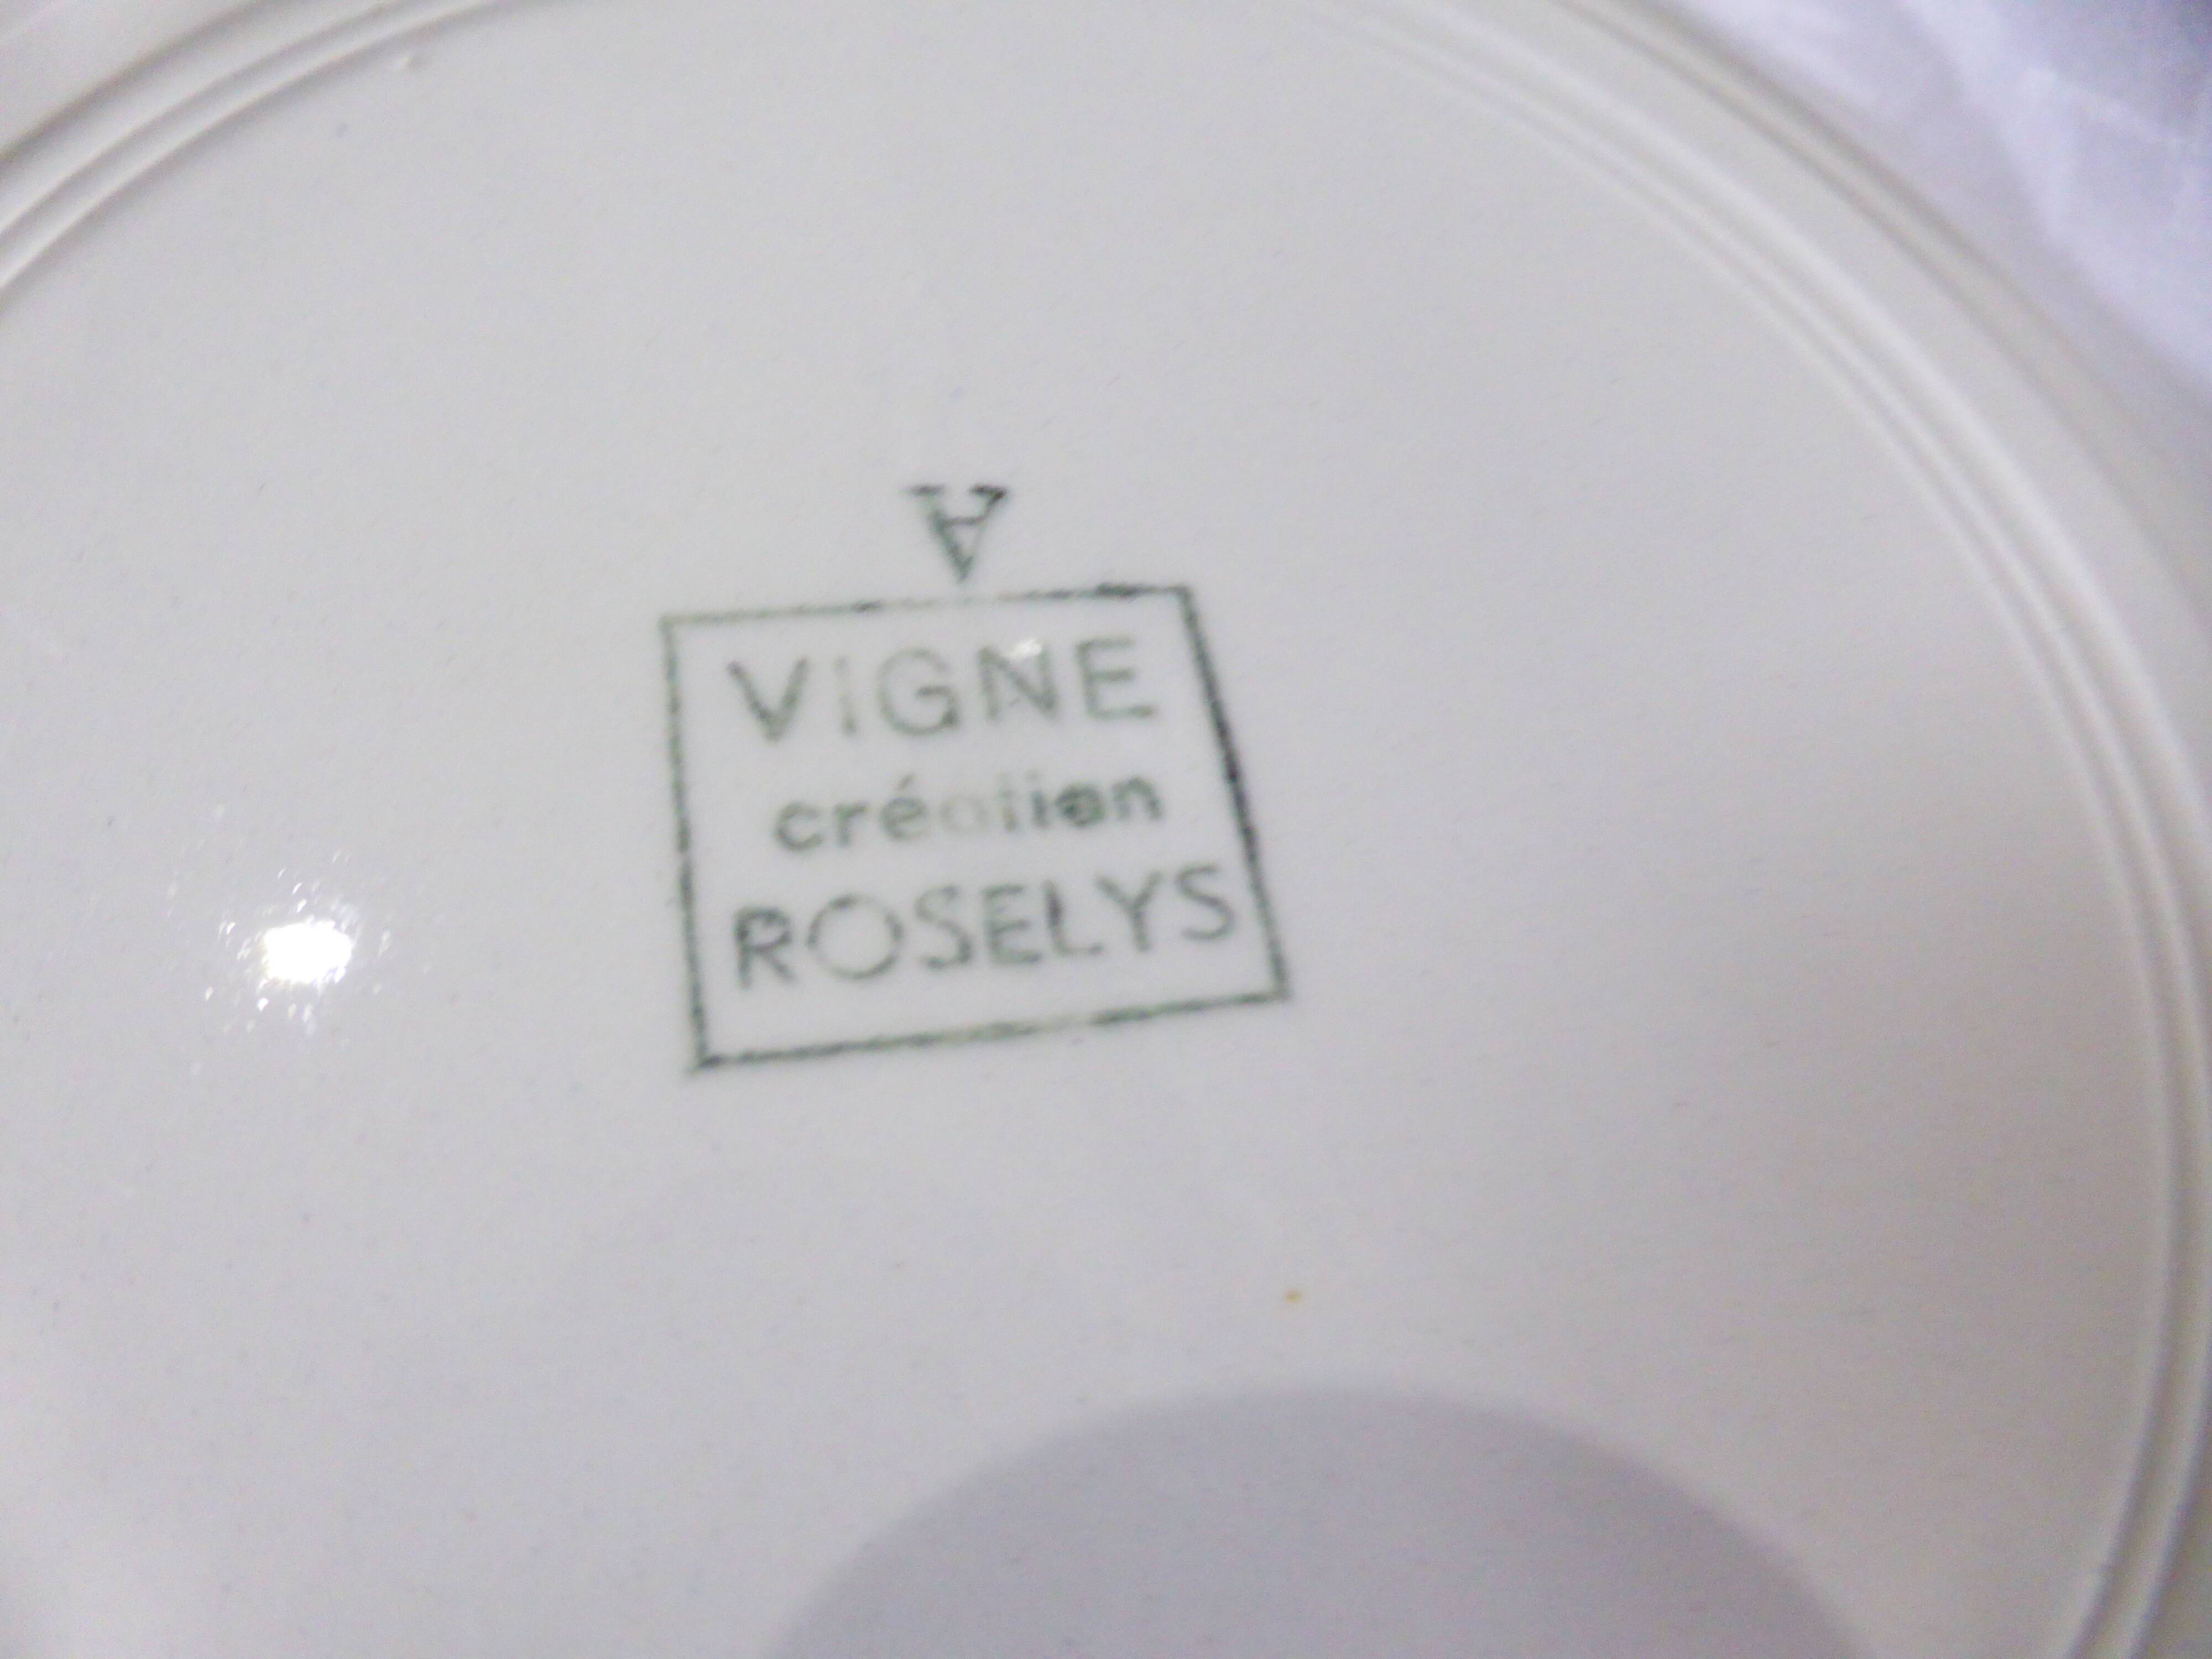 A
VIGNE
création
ROSELYS